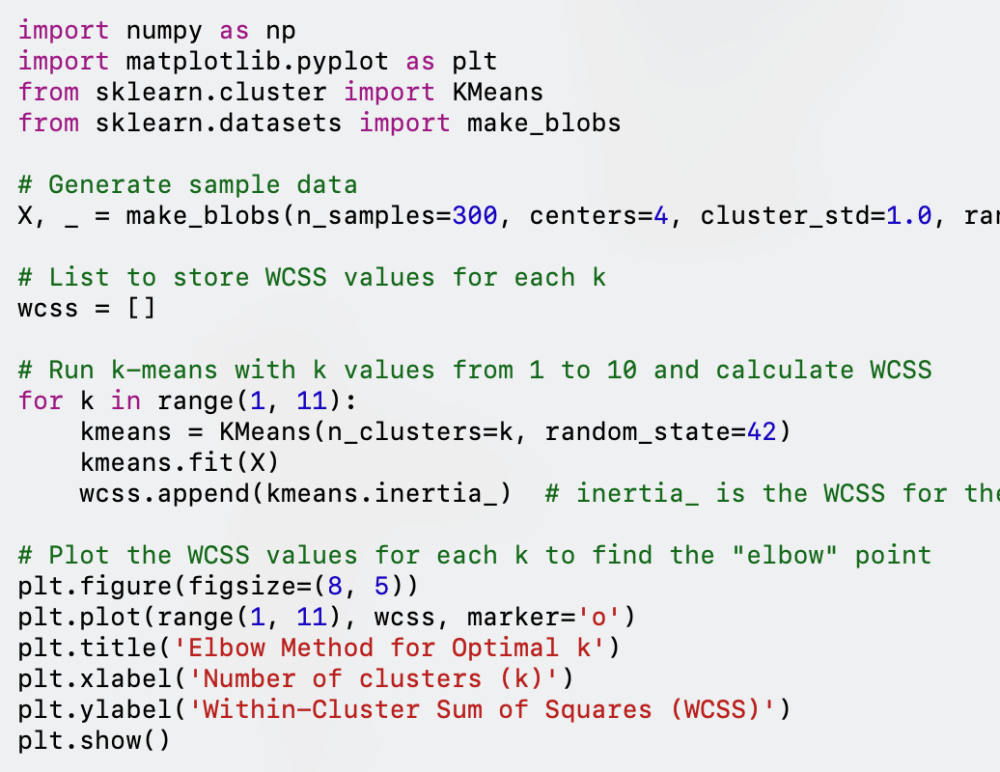 import numpy as np
import matplotlib.pyplot as plt
from sklearn.cluster import KMeans
from sklearn.datasets import make_blobs
# Generate sample data
X, _ = make_blobs(n_samples=300, centers=4, cluster_std=1.0, ran
# List to store WCSS values for each k
wcss = []
# Run k-means with k values from 1 to 10 and calculate WCSS
for k in range(1, 11):
    kmeans = KMeans(n_clusters=k, random_state=42)
    kmeans.fit(X)
    wcss.append(kmeans.inertia_)  # inertia_ is the WCSS for the
# Plot the WCSS values for each k to find the "elbow" point
plt.figure(figsize=(8, 5))
plt.plot(range(1, 11), wcss, marker='o')
plt.title('Elbow Method for Optimal k')
plt.xlabel('Number of clusters (k)')
plt.ylabel('Within-Cluster Sum of Squares (WCSS)')
plt.show()